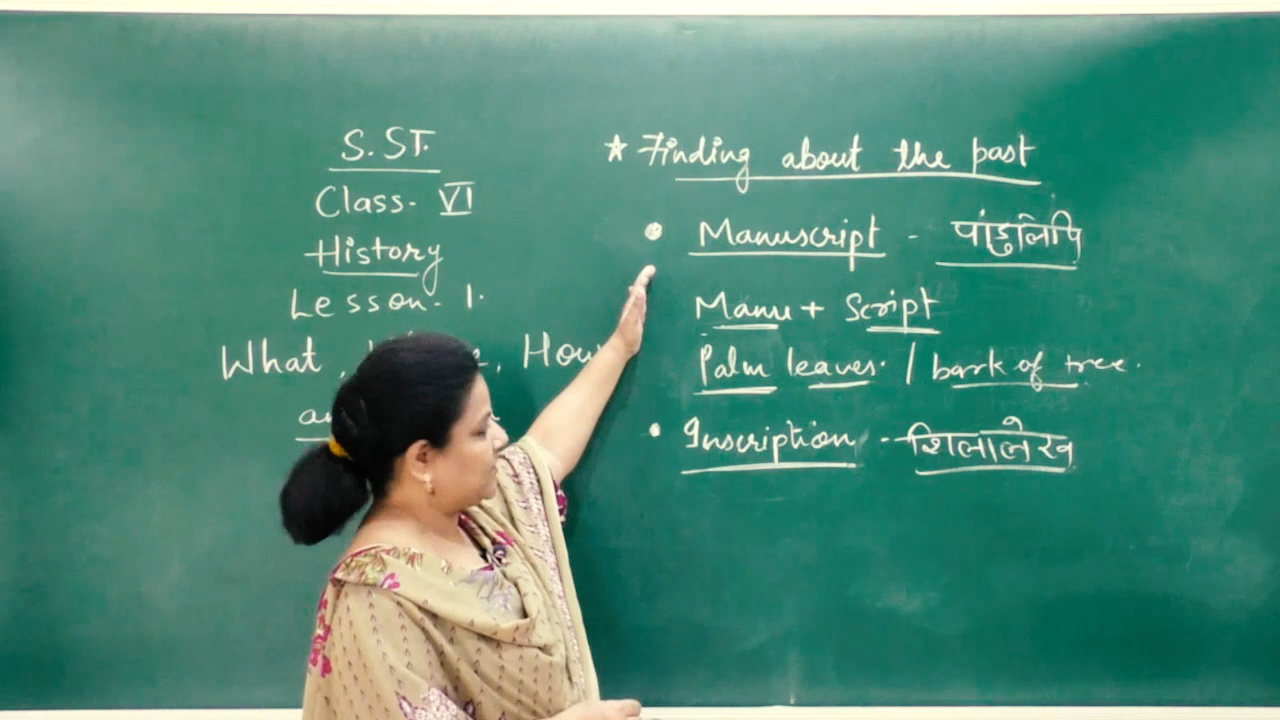 S.ST.
Class- VI
History
Lesson- 1.
What , , How
★ Finding about the past
• Manuscript - पांडुलिपि
Manu + Script
Palm leaves. / bark of tree.
• Inscription - शिलालेख